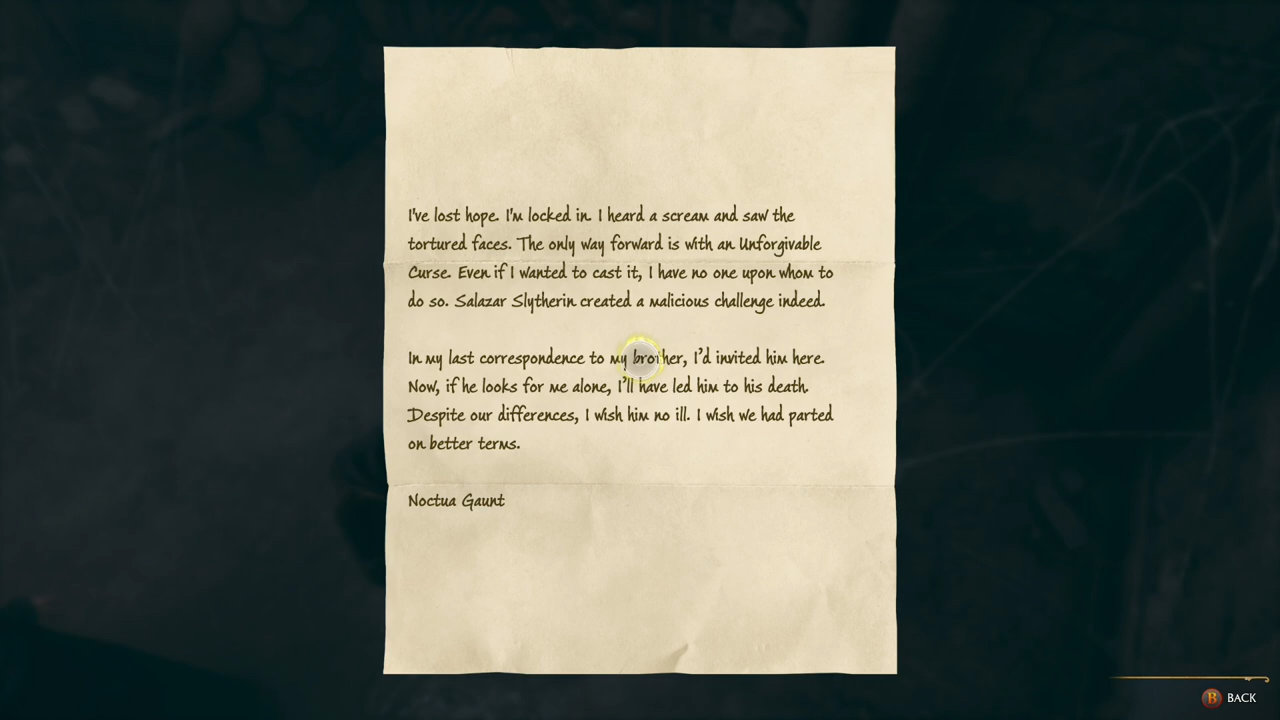 I've lost hope. I'm locked in. I heard a scream and saw the
tortured faces. The only way forward is with an Unforgivable
Curse. Even if I wanted to cast it, I have no one upon whom to
do so. Salazar Slytherin created a malicious challenge indeed.
In my last correspondence to my brother, I'd invited him here.
Now, if he looks for me alone, I'll have led him to his death.
Despite our differences, I wish him no ill. I wish we had parted
on better terms.
Noctua Gaunt
B BACK